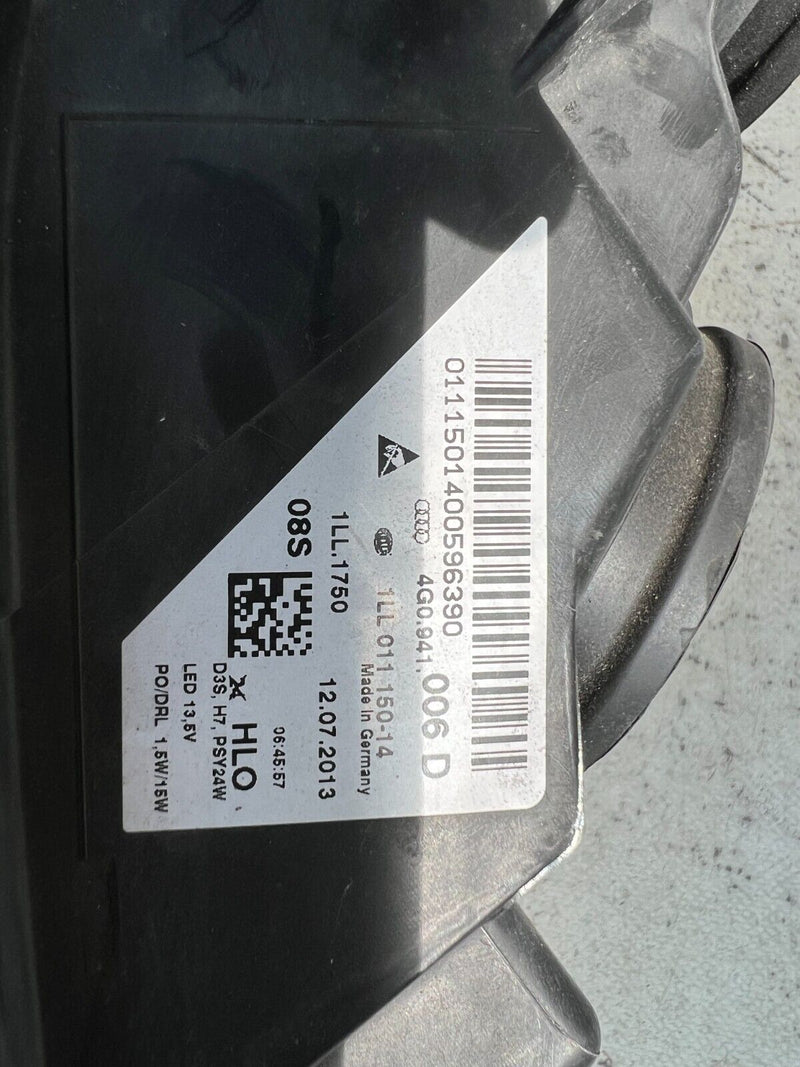 0111501400596390
4G0.941.006 D
1LL 011 150-14
Made in Germany
1LL.1750 12.07.2013
08S 06:45:57
HLO
D3S, H7, PSY24W
LED 13,5V
PO/DRL 1,5W/15W